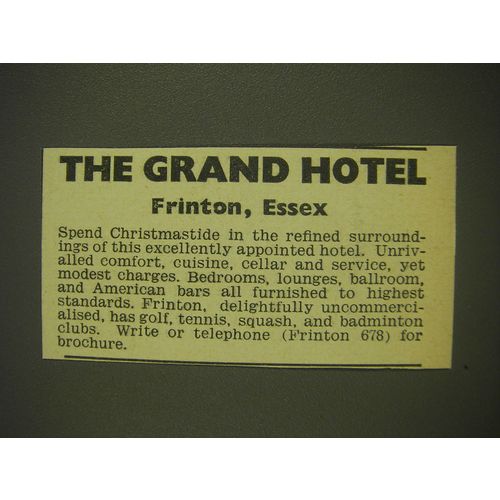 THE GRAND HOTEL
Frinton, Essex
Spend Christmastide in the refined surround-
ings of this excellently appointed hotel. Unriv-
alled comfort, cuisine, cellar and service, yet
modest charges. Bedrooms, lounges, ballroom,
and American bars all furnished to highest
standards. Frinton, delightfully uncommerci-
alised, has golf, tennis, squash, and badminton
clubs. Write or telephone (Frinton 678) for
brochure.